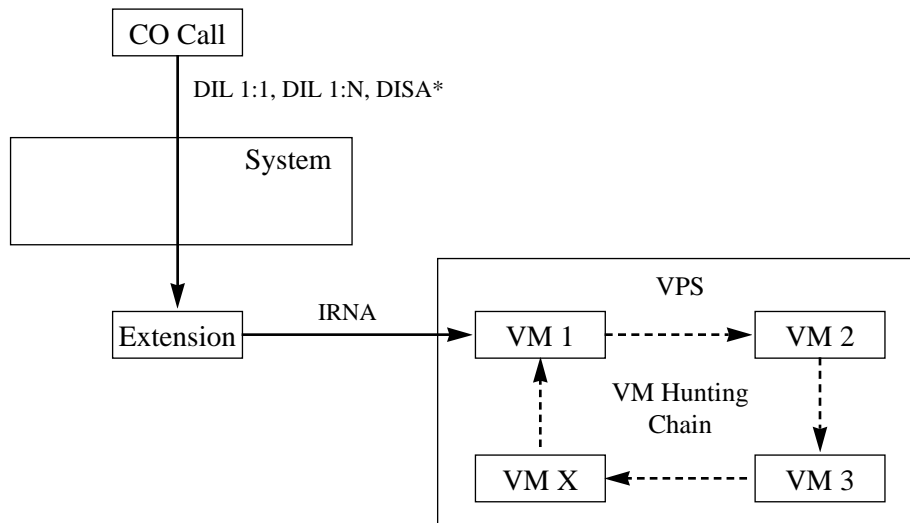 CO Call
DIL 1:1, DIL 1:N, DISA*
System
VPS
IRNA
Extension
VM 1
VM 2
VM Hunting
Chain
VM X
VM 3